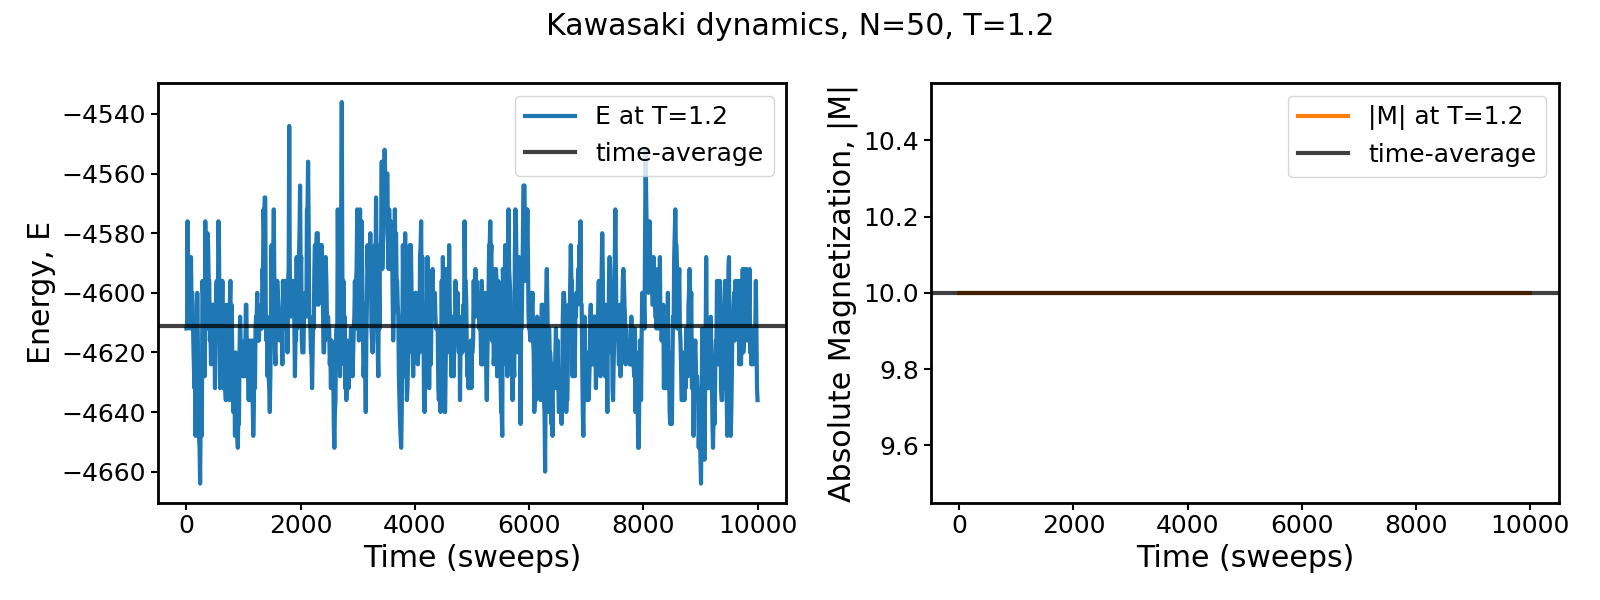 Kawasaki dynamics, N=50, T=1.2
Energy, E
−4540
−4560
−4580
−4600
−4620
−4640
−4660
E at T=1.2
time-average
0
2000
4000
6000
8000
10000
Time (sweeps)
Absolute Magnetization, |M|
10.4
10.2
10.0
9.8
9.6
|M| at T=1.2
time-average
0
2000
4000
6000
8000
10000
Time (sweeps)